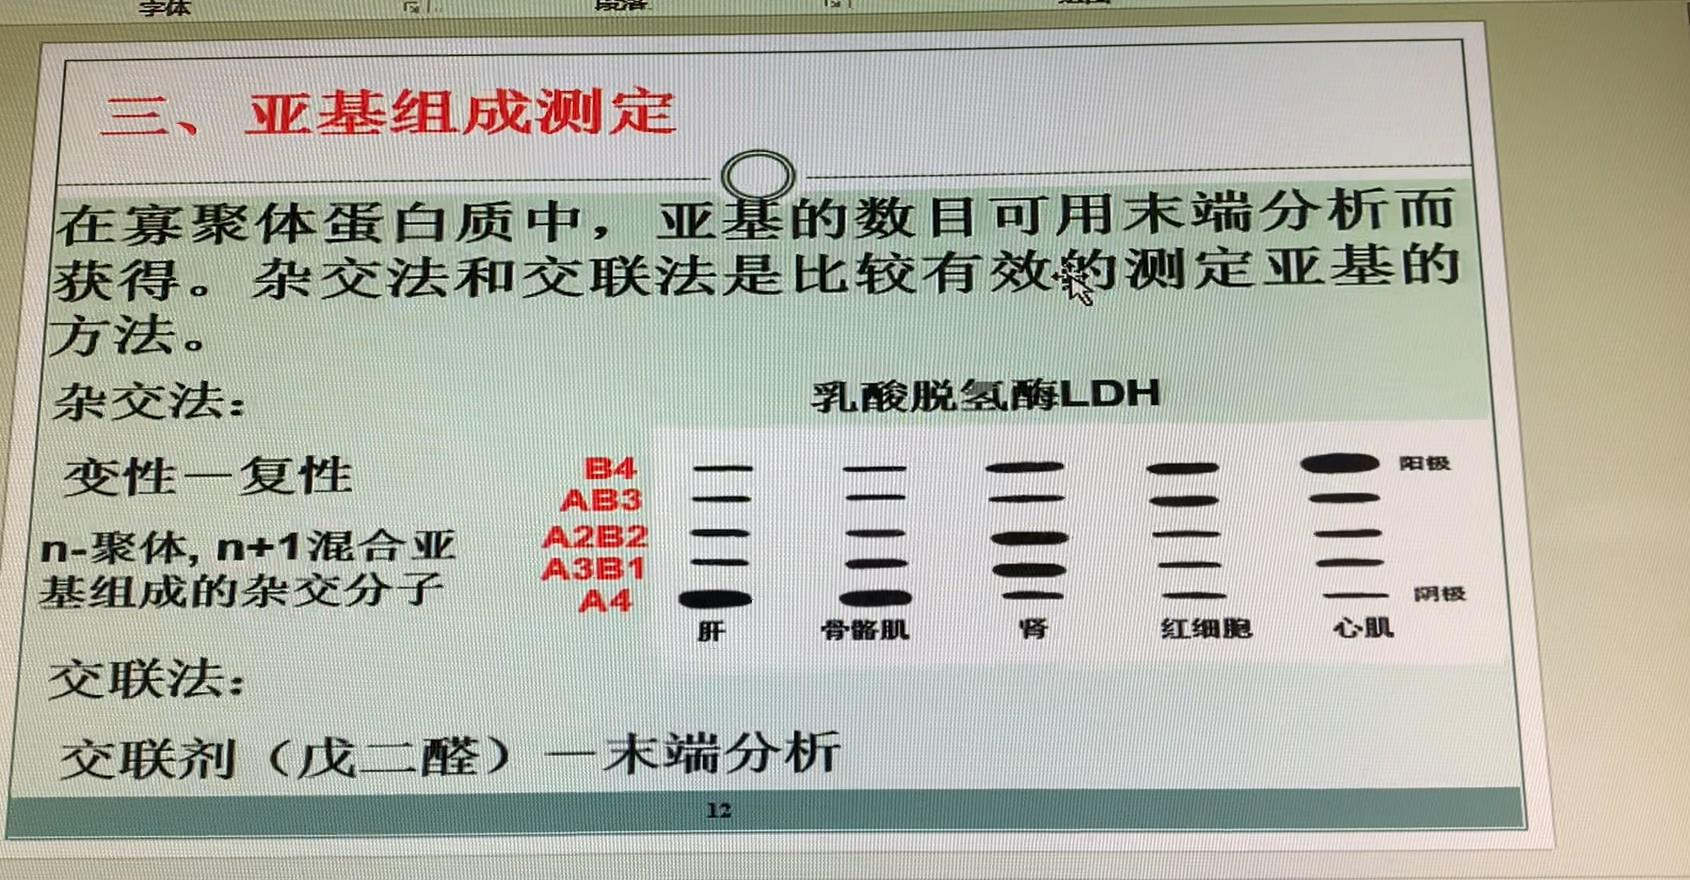 字体
段落
三、亚基组成测定
在寡聚体蛋白质中，亚基的数目可用末端分析而
获得。杂交法和交联法是比较有效的测定亚基的
方法。
杂交法：
乳酸脱氢酶LDH
变性－复性
n-聚体, n+1混合亚
基组成的杂交分子
B4
阳极
AB3
A2B2
A3B1
A4
阴极
肝
骨骼肌
肾
红细胞
心肌
交联法：
交联剂（戊二醛）－末端分析
12